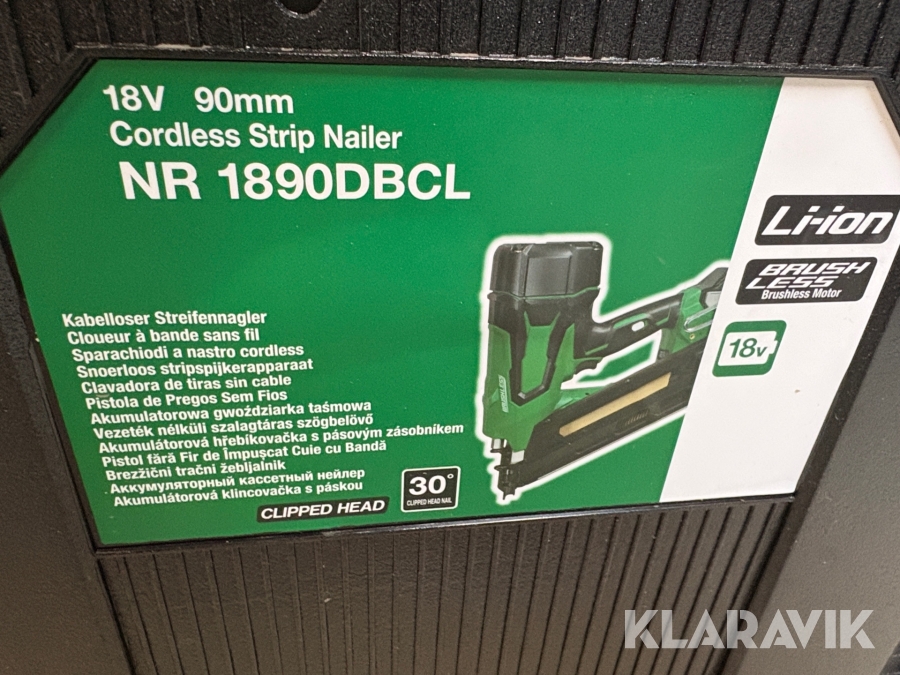 18V 90mm
Cordless Strip Nailer
NR 1890DBCL
Li-ion
BRUSH
LESS
Brushless Motor
18V
Kabelloser Streifennagler
Cloueur à bande sans fil
Sparachiodi a nastro cordless
Snoerloos stripspijkerapparaat
Clavadora de tiras sin cable
Pistola de Pregos Sem Fios
Akumulatorowa gwoździarka taśmowa
Vezeték nélküli szalagtáras szögbelövő
Akumulátorová hřebíkovačka s pásovým zásobníkem
Pistol fără Fir de Împuşcat Cuie cu Bandă
Brezžični tračni žebljalnik
Аккумуляторный кассетный нейлер
Akumulátorová klincovačka s páskou
CLIPPED HEAD
30°
CLIPPED HEAD NAIL
KLARAVIK